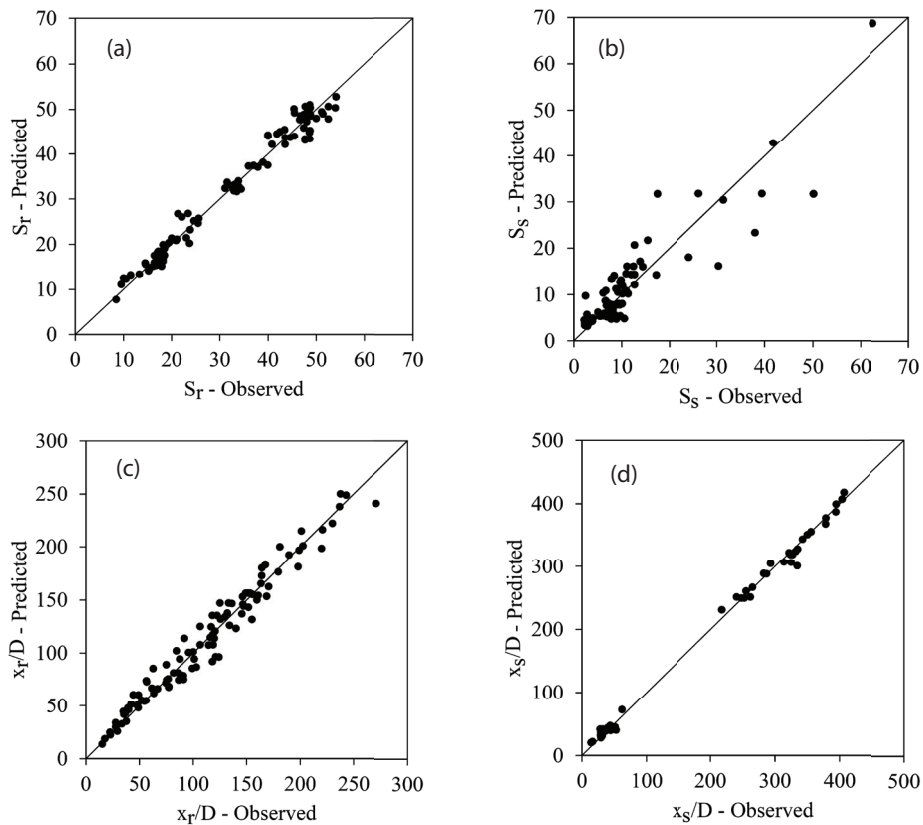 (a)
70
60
50
40
30
20
10
0
0 10 20 30 40 50 60 70
Sr - Predicted
Sr - Observed
(b)
70
60
50
40
30
20
10
0
0 10 20 30 40 50 60 70
Ss - Predicted
Ss - Observed
(c)
300
250
200
150
100
50
0
0 50 100 150 200 250 300
xr/D - Predicted
xr/D - Observed
(d)
500
400
300
200
100
0
0 100 200 300 400 500
xs/D - Predicted
xs/D - Observed